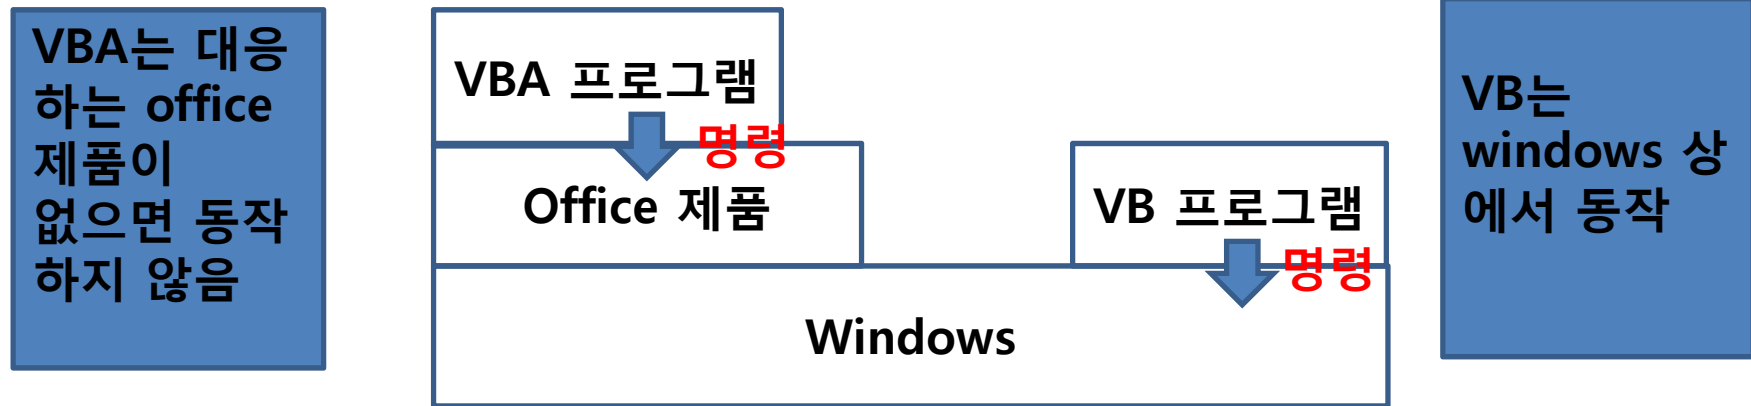 VBA는 대응
하는 office
제품이
없으면 동작
하지 않음
VBA 프로그램
명령
Office 제품
VB 프로그램
명령
Windows
VB는
windows 상
에서 동작